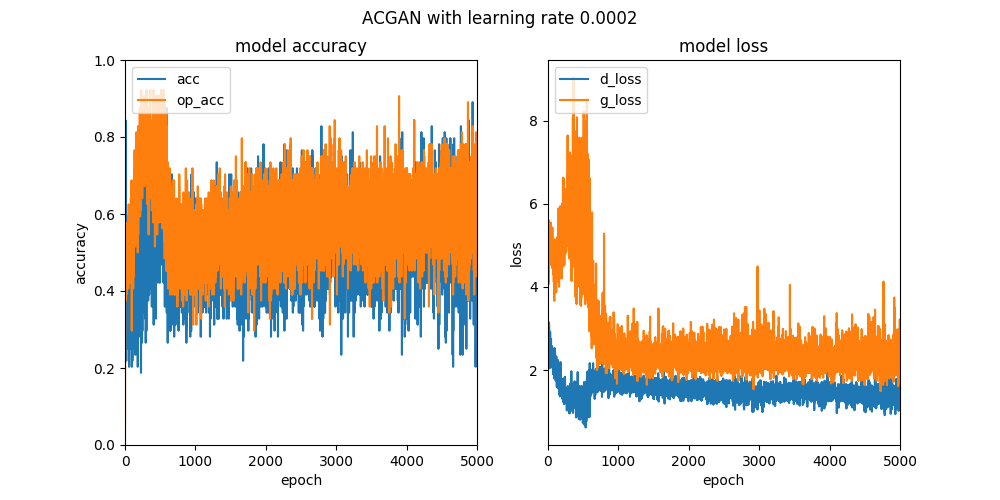 ACGAN with learning rate 0.0002
model accuracy
acc
op_acc
accuracy
1.0
0.8
0.6
0.4
0.2
0.0
0 1000 2000 3000 4000 5000
epoch
model loss
d_loss
g_loss
loss
8
6
4
2
0 1000 2000 3000 4000 5000
epoch